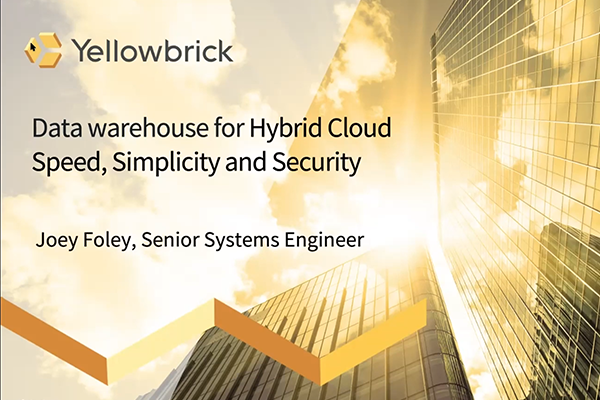 Yellowbrick
Data warehouse for Hybrid Cloud
Speed, Simplicity and Security
Joey Foley, Senior Systems Engineer